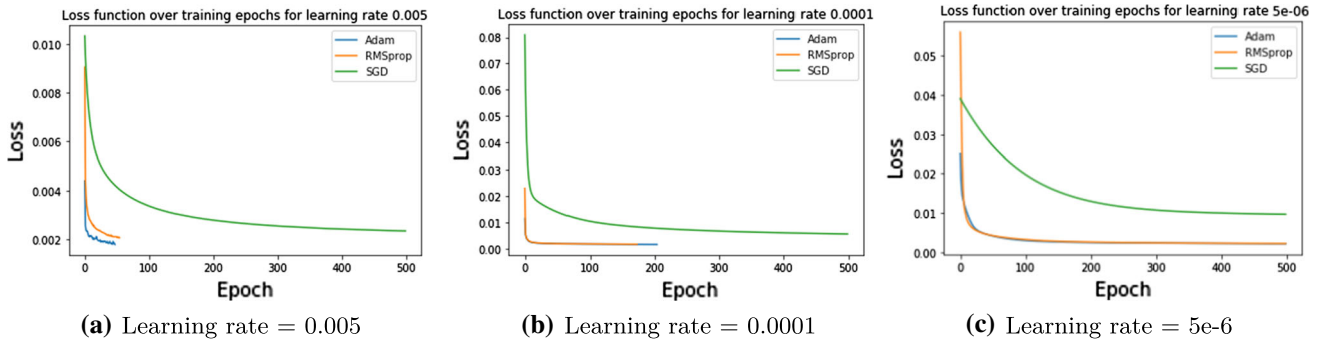 Loss function over training epochs for learning rate 0.005
0.010
0.008
0.006
0.004
0.002
Loss
Adam
RMSprop
SGD
0
100
200
300
400
500
Epoch
(a) Learning rate = 0.005
Loss function over training epochs for learning rate 0.0001
0.08
0.07
0.06
0.05
0.04
0.03
0.02
0.01
0.00
Loss
Adam
RMSprop
SGD
0
100
200
300
400
500
Epoch
(b) Learning rate = 0.0001
Loss function over training epochs for learning rate 5e-06
0.05
0.04
0.03
0.02
0.01
0.00
Loss
Adam
RMSprop
SGD
0
100
200
300
400
500
Epoch
(c) Learning rate = 5e-6